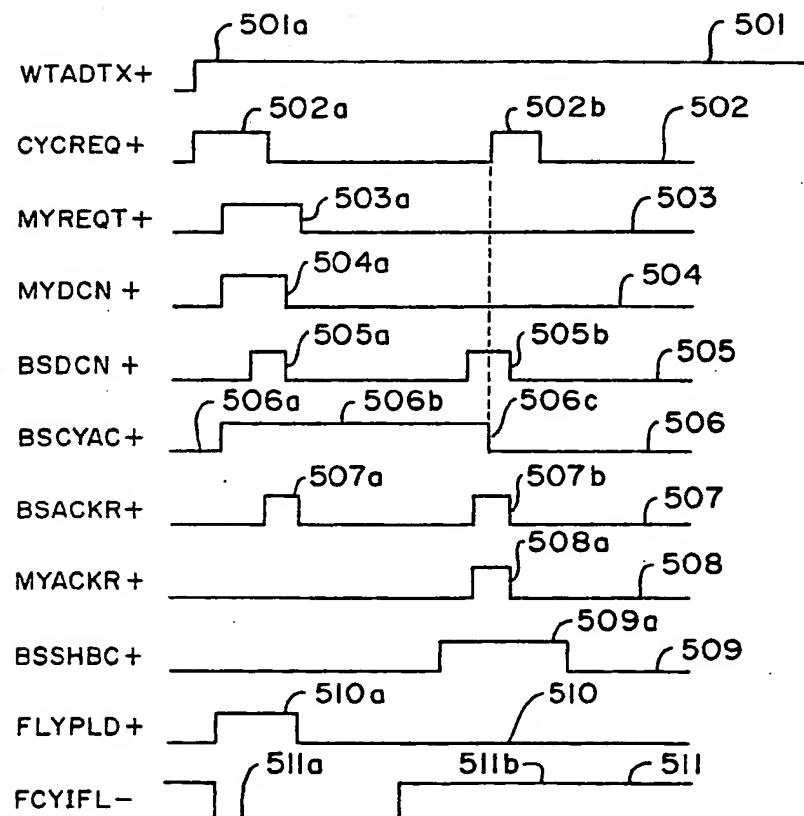 501a 501
WTADTX+
502a 502b 502
CYCREQ+
503a 503
MYREQT+
504a 504
MYDCN +
505a 505b 505
BSDCN +
506a 506b 506c 506
BSCYAC+
507a 507b 507
BSACKR+
508a 508
MYACKR+
509a
BSSHBC+ 509
510a 510
FLYPLD+
511a 511b 511
FCYIFL-